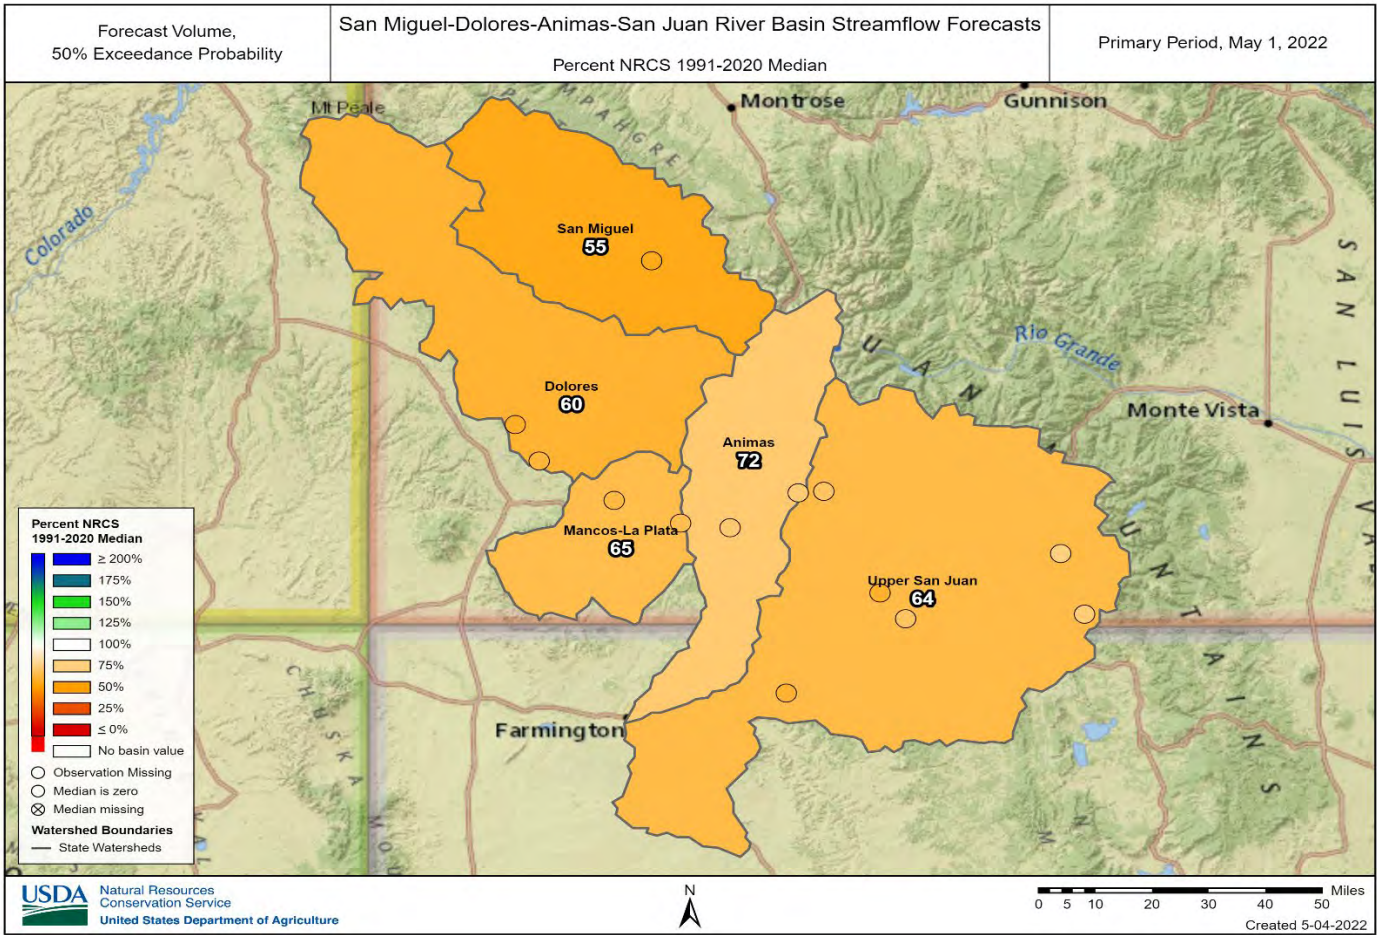 Forecast Volume,
50% Exceedance Probability
San Miguel-Dolores-Animas-San Juan River Basin Streamflow Forecasts
Percent NRCS 1991-2020 Median
Primary Period, May 1, 2022
Mt Peale
Montrose
Gunnison
Colorado
San Miguel
55
Rio Grande
Dolores
60
Monte Vista
Animas
72
Mancos-La Plata
65
Upper San Juan
64
Farmington
CHUSKA
SAN LUIS
Percent NRCS
1991-2020 Median
≥ 200%
175%
150%
125%
100%
75%
50%
25%
≤ 0%
No basin value
Observation Missing
Median is zero
Median missing
Watershed Boundaries
State Watersheds
USDA
Natural Resources
Conservation Service
United States Department of Agriculture
N
0 5 10 20 30 40 50 Miles
Created 5-04-2022